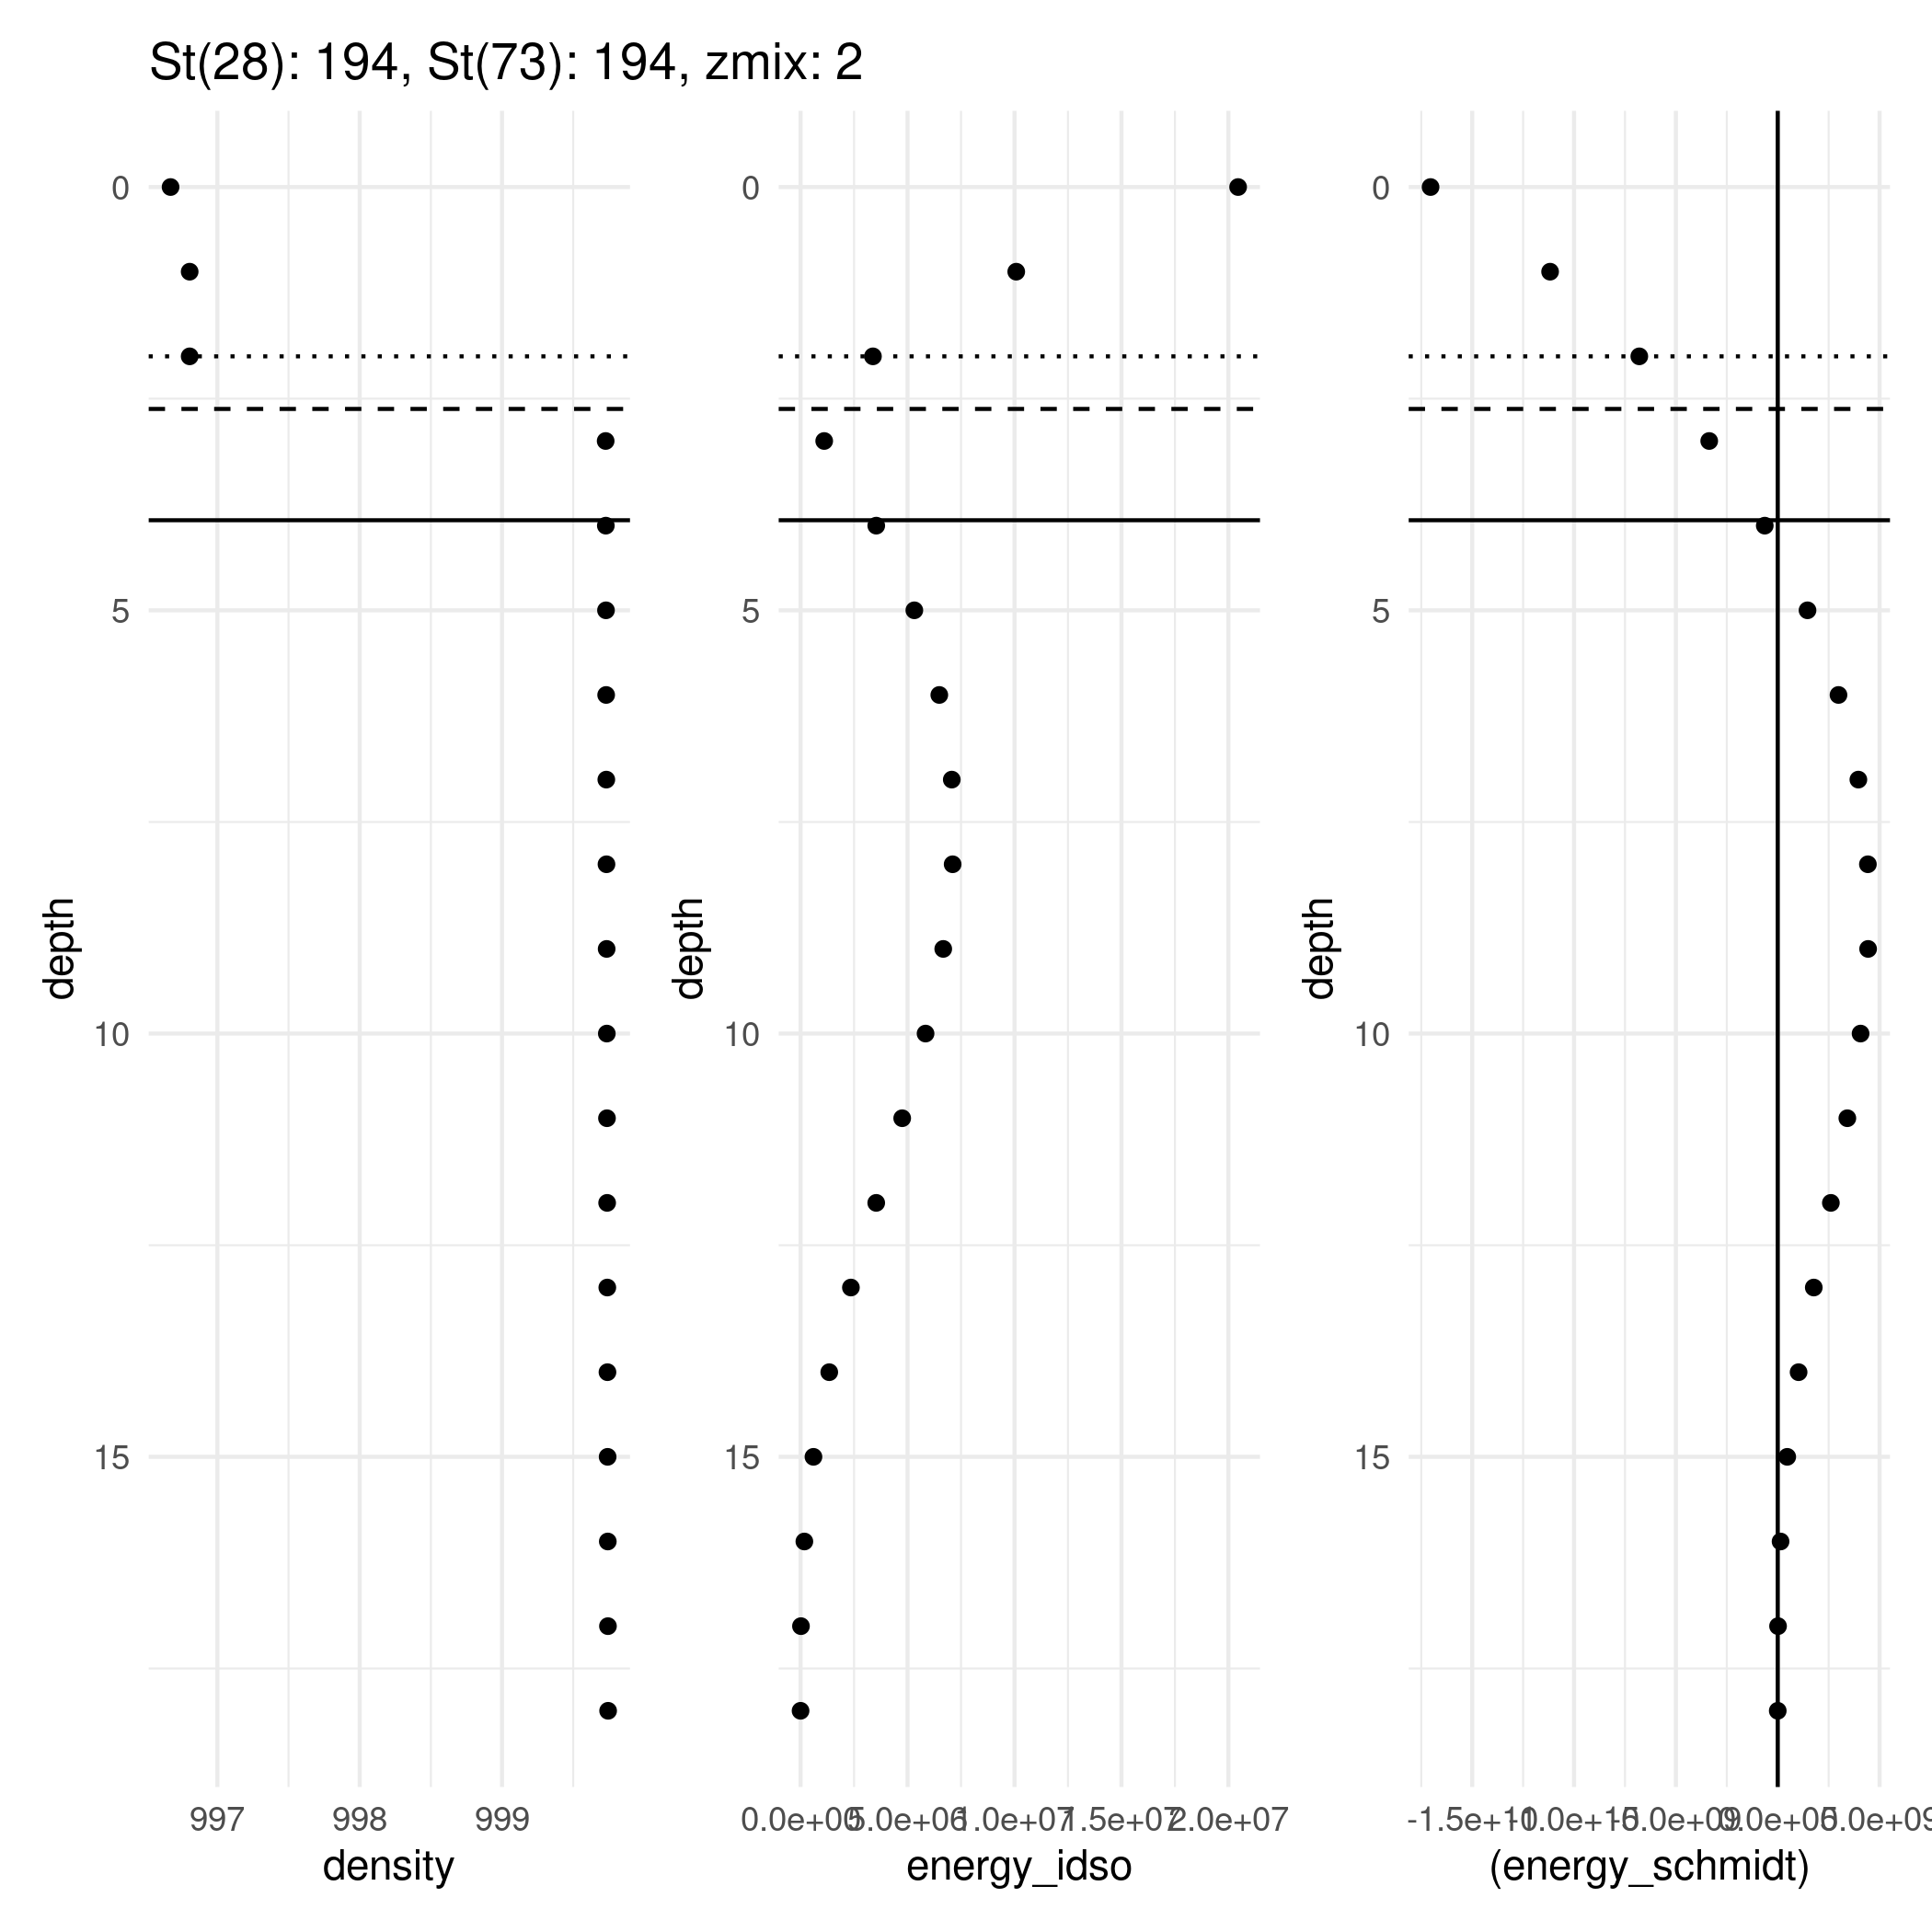 St(28): 194, St(73): 194, zmix: 2
0
5
10
15
depth
997 998 999
density
0
5
10
15
depth
0.0e+00 5.0e+06 1.0e+07 1.5e+07 2.0e+07
energy_idso
0
5
10
15
depth
-1.5e+10 -1.0e+10 -5.0e+09 0.0e+00 5.0e+09
(energy_schmidt)